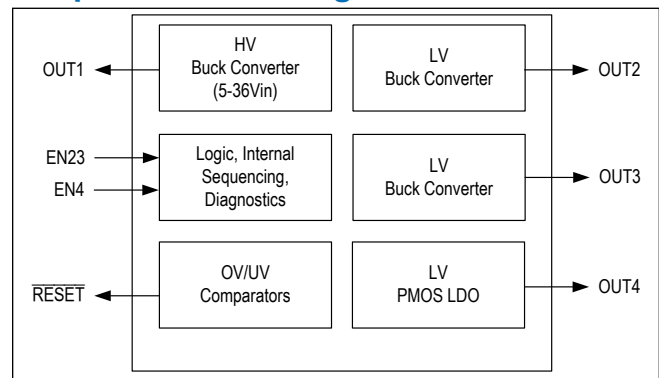 OUT1
HV
Buck Converter
(5-36Vin)
LV
Buck Converter
OUT2
EN23
EN4
Logic, Internal
Sequencing,
Diagnostics
LV
Buck Converter
OUT3
RESET
OV/UV
Comparators
LV
PMOS LDO
OUT4